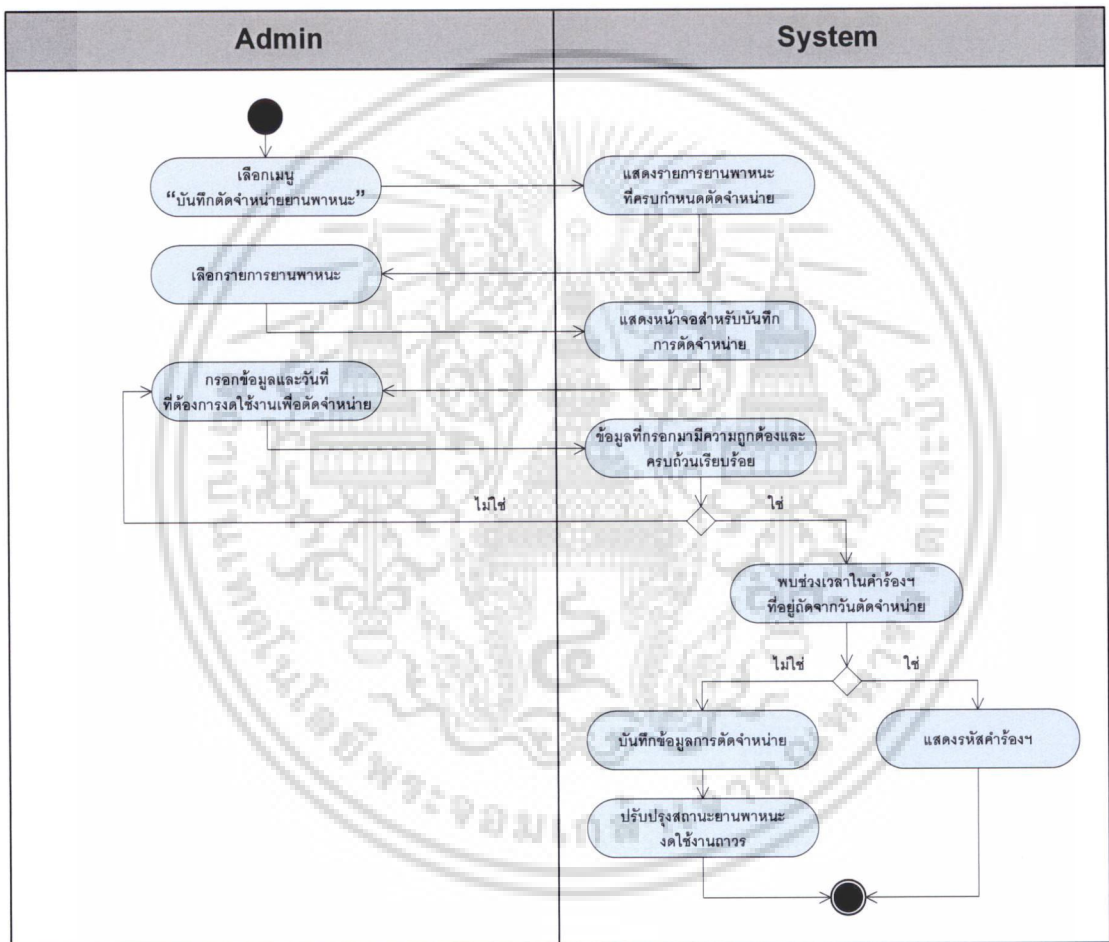 Admin
System
เลือกเมนู
“บันทึกตัดจำหน่ายยานพาหนะ”
แสดงรายการยานพาหนะ
ที่ครบกำหนดตัดจำหน่าย
เลือกรายการยานพาหนะ
แสดงหน้าจอสำหรับบันทึก
การตัดจำหน่าย
กรอกข้อมูลและวันที่
ที่ต้องการงดใช้งานเพื่อตัดจำหน่าย
ข้อมูลที่กรอกมามีความถูกต้องและ
ครบถ้วนเรียบร้อย
ไม่ใช่
ใช่
พบช่วงเวลาในคำร้องฯ
ที่อยู่ถัดจากวันตัดจำหน่าย
ไม่ใช่
ใช่
บันทึกข้อมูลการตัดจำหน่าย
แสดงรหัสคำร้องฯ
ปรับปรุงสถานะยานพาหนะ
งดใช้งานถาวร